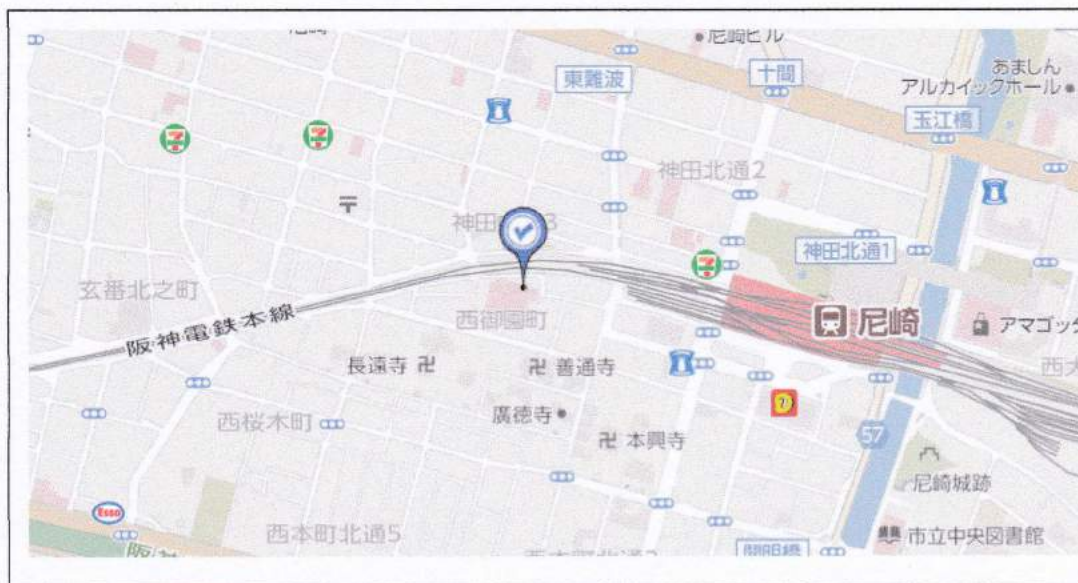 尼崎ビル
東難波
十間
あましん
アルカイックホール
玉江橋
神田北通2
〒
神田
3
神田北通1
玄番北之町
阪神電鉄本線
西御園町
尼崎
長遠寺
善通寺
西桜木町
廣徳寺
本興寺
57
尼崎城跡
Esso
西本町北通5
市立中央図書館